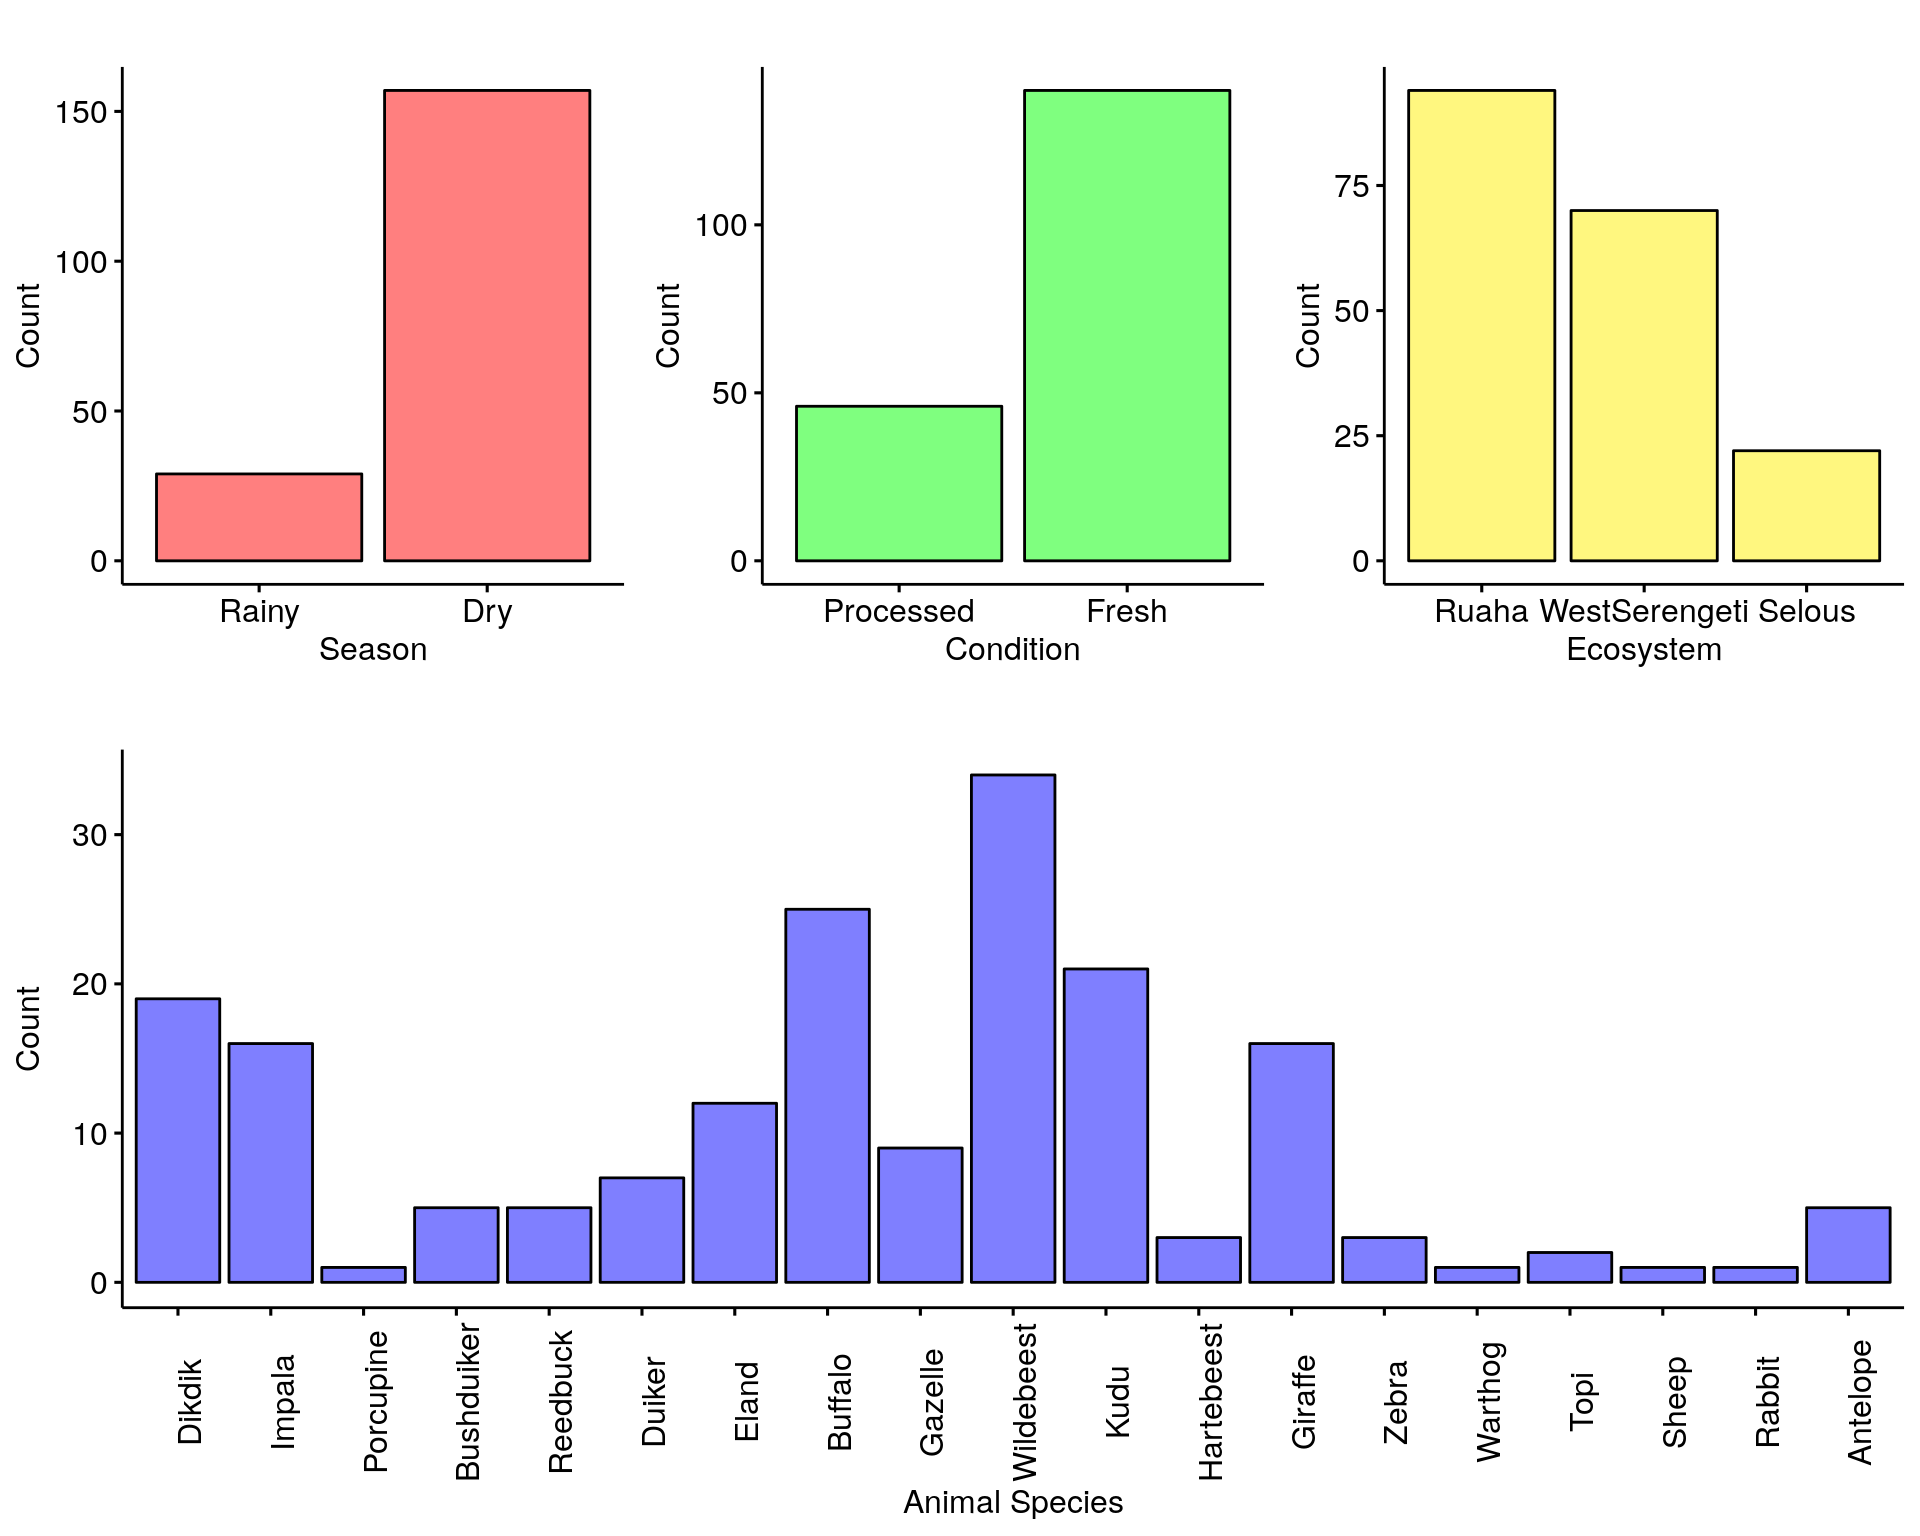 Count
150
100
50
0
Rainy Dry
Season
Count
100
50
0
Processed Fresh
Condition
Count
75
50
25
0
Ruaha WestSerengeti Selous
Ecosystem
Count
30
20
10
0
Dikdik
Impala
Porcupine
Bushduiker
Reedbuck
Duiker
Eland
Buffalo
Gazelle
Wildebeest
Kudu
Hartebeest
Giraffe
Zebra
Warthog
Topi
Sheep
Rabbit
Antelope
Animal Species